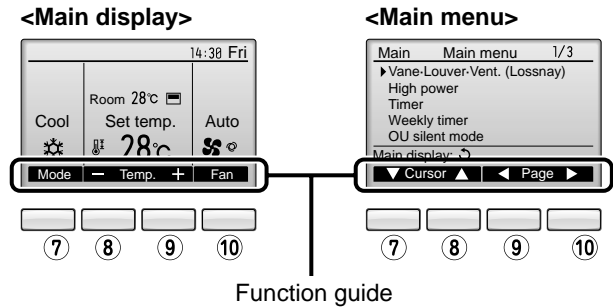 <Main display>
14:30 Fri
Room 28°C
Cool
Set temp.
Auto
28°C
Mode − Temp. + Fan
7 8 9 10
<Main menu>
Main Main menu 1/3
▶Vane·Louver·Vent. (Lossnay)
High power
Timer
Weekly timer
OU silent mode
Main display:
▼ Cursor ▲ ◀ Page ▶
7 8 9 10
Function guide